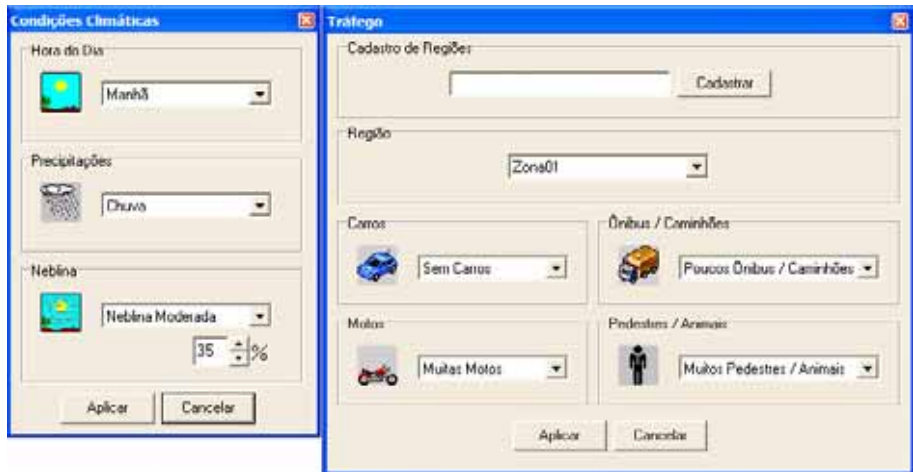 Condições Climáticas
Hora do Dia
Manhã
Precipitações
Chuva
Neblina
Neblina Moderada
35 %
Aplicar Cancelar
Tráfego
Cadastro de Regiões
Cadastrar
Região
Zona01
Carros
Sem Carros
Ônibus / Caminhões
Poucos Ônibus / Caminhões
Motos
Muitas Motos
Pedestres / Animais
Muitos Pedestres / Animais
Aplicar Cancelar